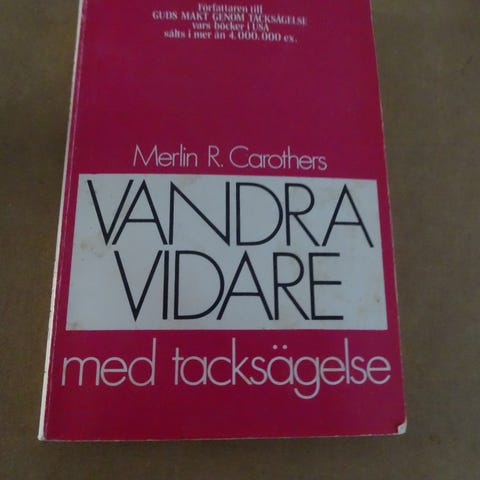 Författaren till
GUDS MAKT GENOM TACKSÄGELSE
vars böcker i USA
sålts i mer än 4.000.000 ex.
Merlin R. Carothers
VANDRA
VIDARE
med tacksägelse